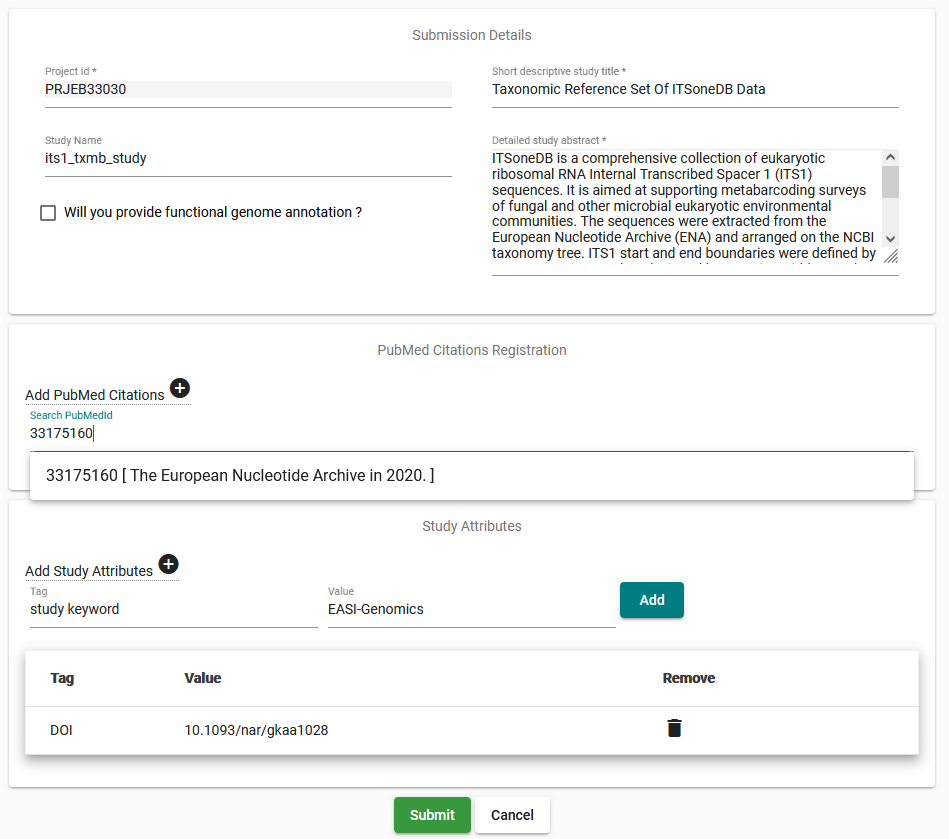 Submission Details
Project Id *
PRJEB33030
Short descriptive study title *
Taxonomic Reference Set Of ITSoneDB Data
Study Name
its1_txmb_study
Detailed study abstract *
ITSoneDB is a comprehensive collection of eukaryotic
ribosomal RNA Internal Transcribed Spacer 1 (ITS1)
sequences. It is aimed at supporting metabarcoding surveys
of fungal and other microbial eukaryotic environmental
communities. The sequences were extracted from the
European Nucleotide Archive (ENA) and arranged on the NCBI
taxonomy tree. ITS1 start and end boundaries were defined by
Will you provide functional genome annotation ?
PubMed Citations Registration
Add PubMed Citations
Search PubMedId
33175160
33175160 [ The European Nucleotide Archive in 2020. ]
Study Attributes
Add Study Attributes
Tag
study keyword
Value
EASI-Genomics
Add
Tag Value Remove
DOI 10.1093/nar/gkaa1028
Submit Cancel